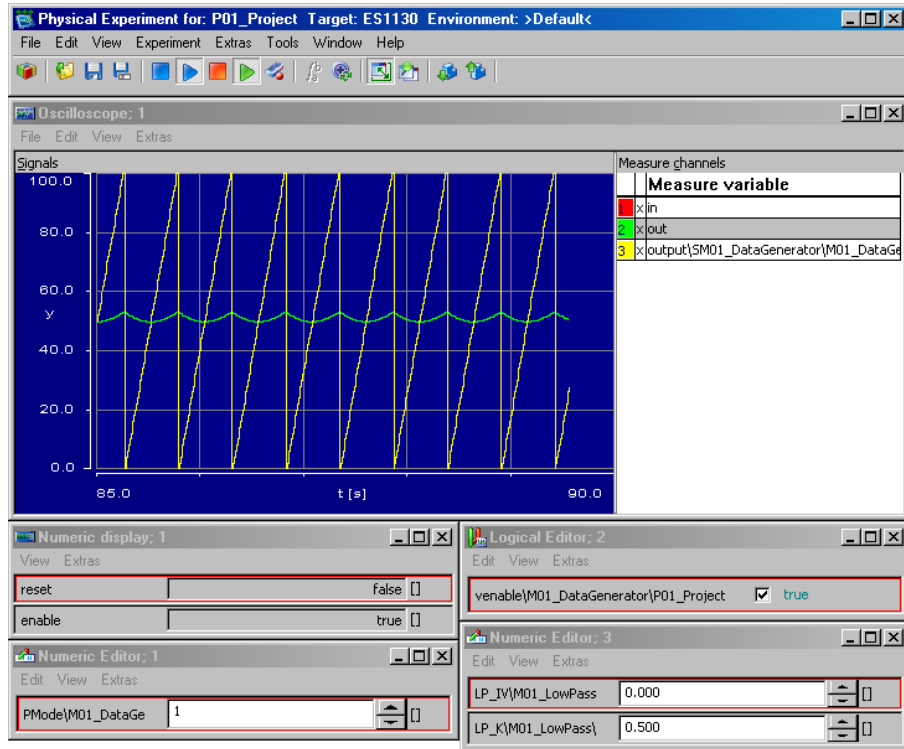 Physical Experiment for: P01_Project Target: ES1130 Environment: >Default<
File Edit View Experiment Extras Tools Window Help
Oscilloscope; 1
File Edit View Extras
Signals
100.0
80.0
60.0
y
40.0
20.0
0.0
85.0 t [s] 90.0
Measure channels
Measure variable
1 x in
2 x out
3 x output\SM01_DataGenerator\M01_DataGe
Numeric display; 1
View Extras
reset false []
enable true []
Numeric Editor; 1
Edit View Extras
PMode\M01_DataGe 1 []
Logical Editor; 2
Edit View Extras
venable\M01_DataGenerator\P01_Project true
Numeric Editor; 3
Edit View Extras
LP_IV\M01_LowPass 0.000 []
LP_K\M01_LowPass\ 0.500 []